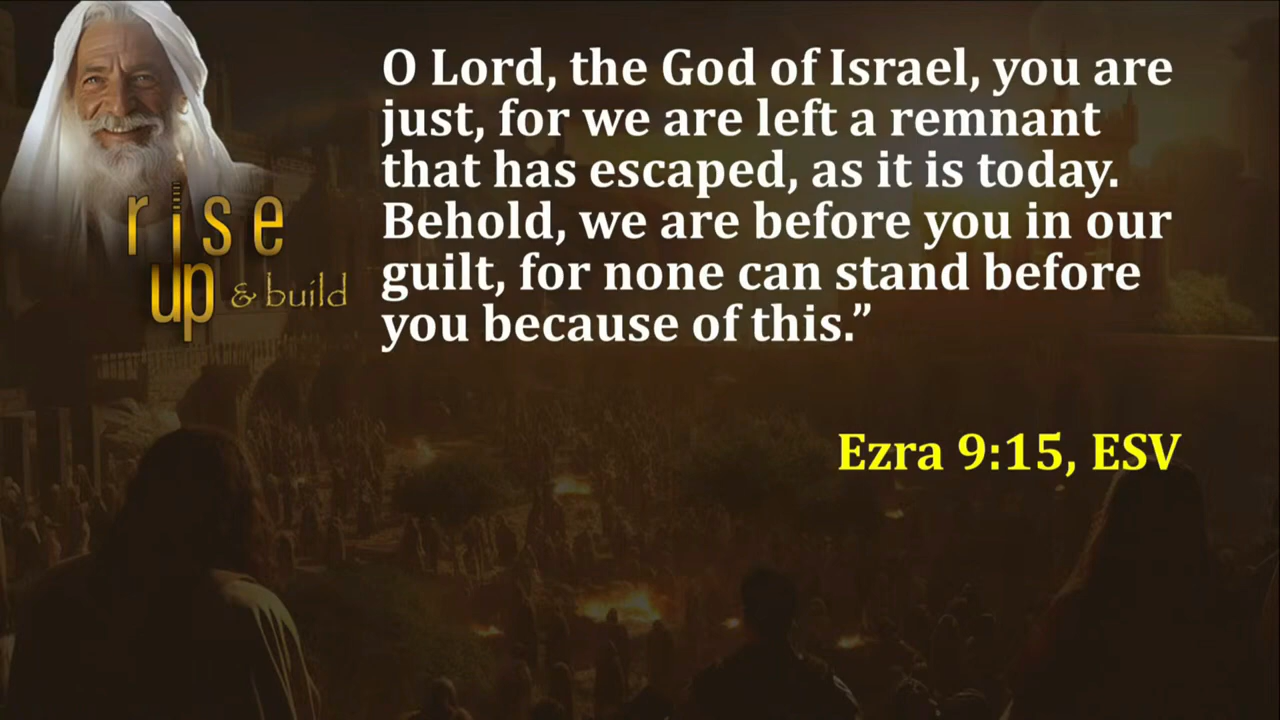 rise
up & build
O Lord, the God of Israel, you are
just, for we are left a remnant
that has escaped, as it is today.
Behold, we are before you in our
guilt, for none can stand before
you because of this.”
Ezra 9:15, ESV